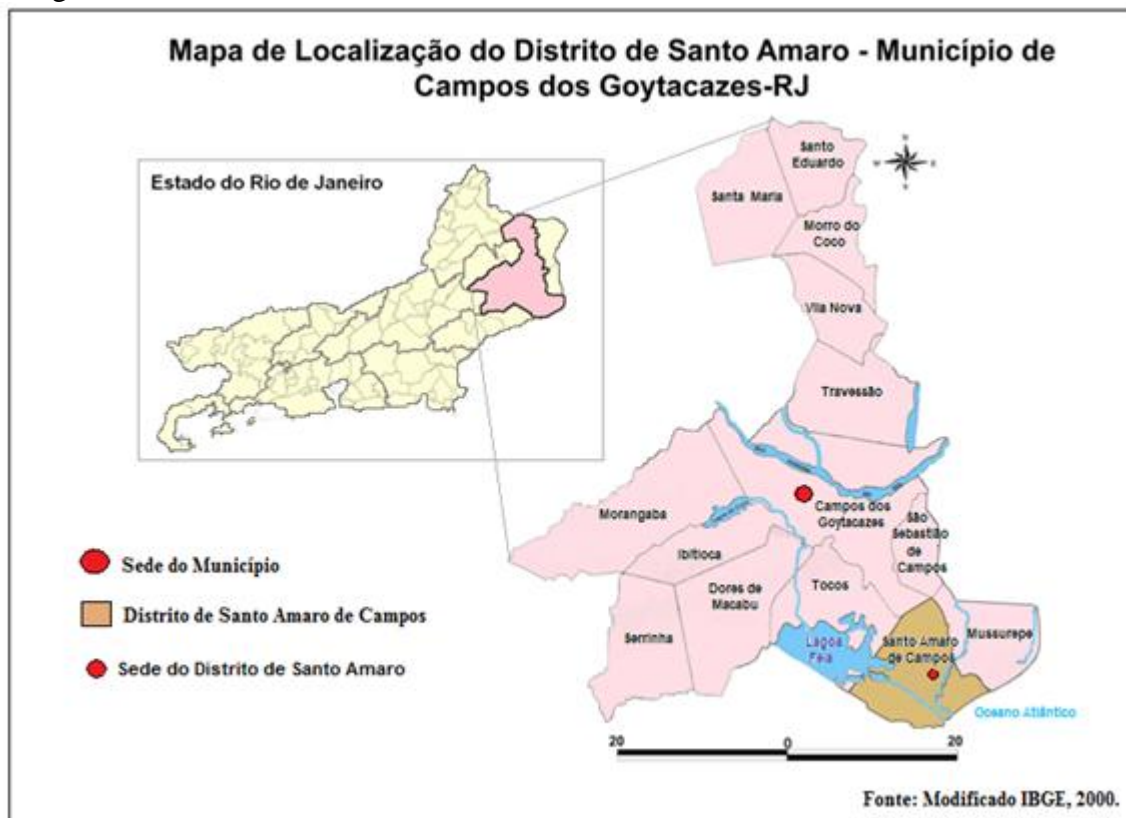 Mapa de Localização do Distrito de Santo Amaro - Município de
Campos dos Goytacazes-RJ
Estado do Rio de Janeiro
N
W
E
S
Santo
Eduardo
Santa Maria
Morro do
Coco
Vila Nova
Travessão
Morangaba
Campos dos
Goytacazes
São
Sebastião
de
Campos
Ibitioca
Dores de
Macabu
Tocos
Serrinha
Lagoa
Feia
Santo Amaro
de Campos
Mussurepe
Oceano Atlântico
Sede do Município
Distrito de Santo Amaro de Campos
Sede do Distrito de Santo Amaro
20
0
20
Fonte: Modificado IBGE, 2000.